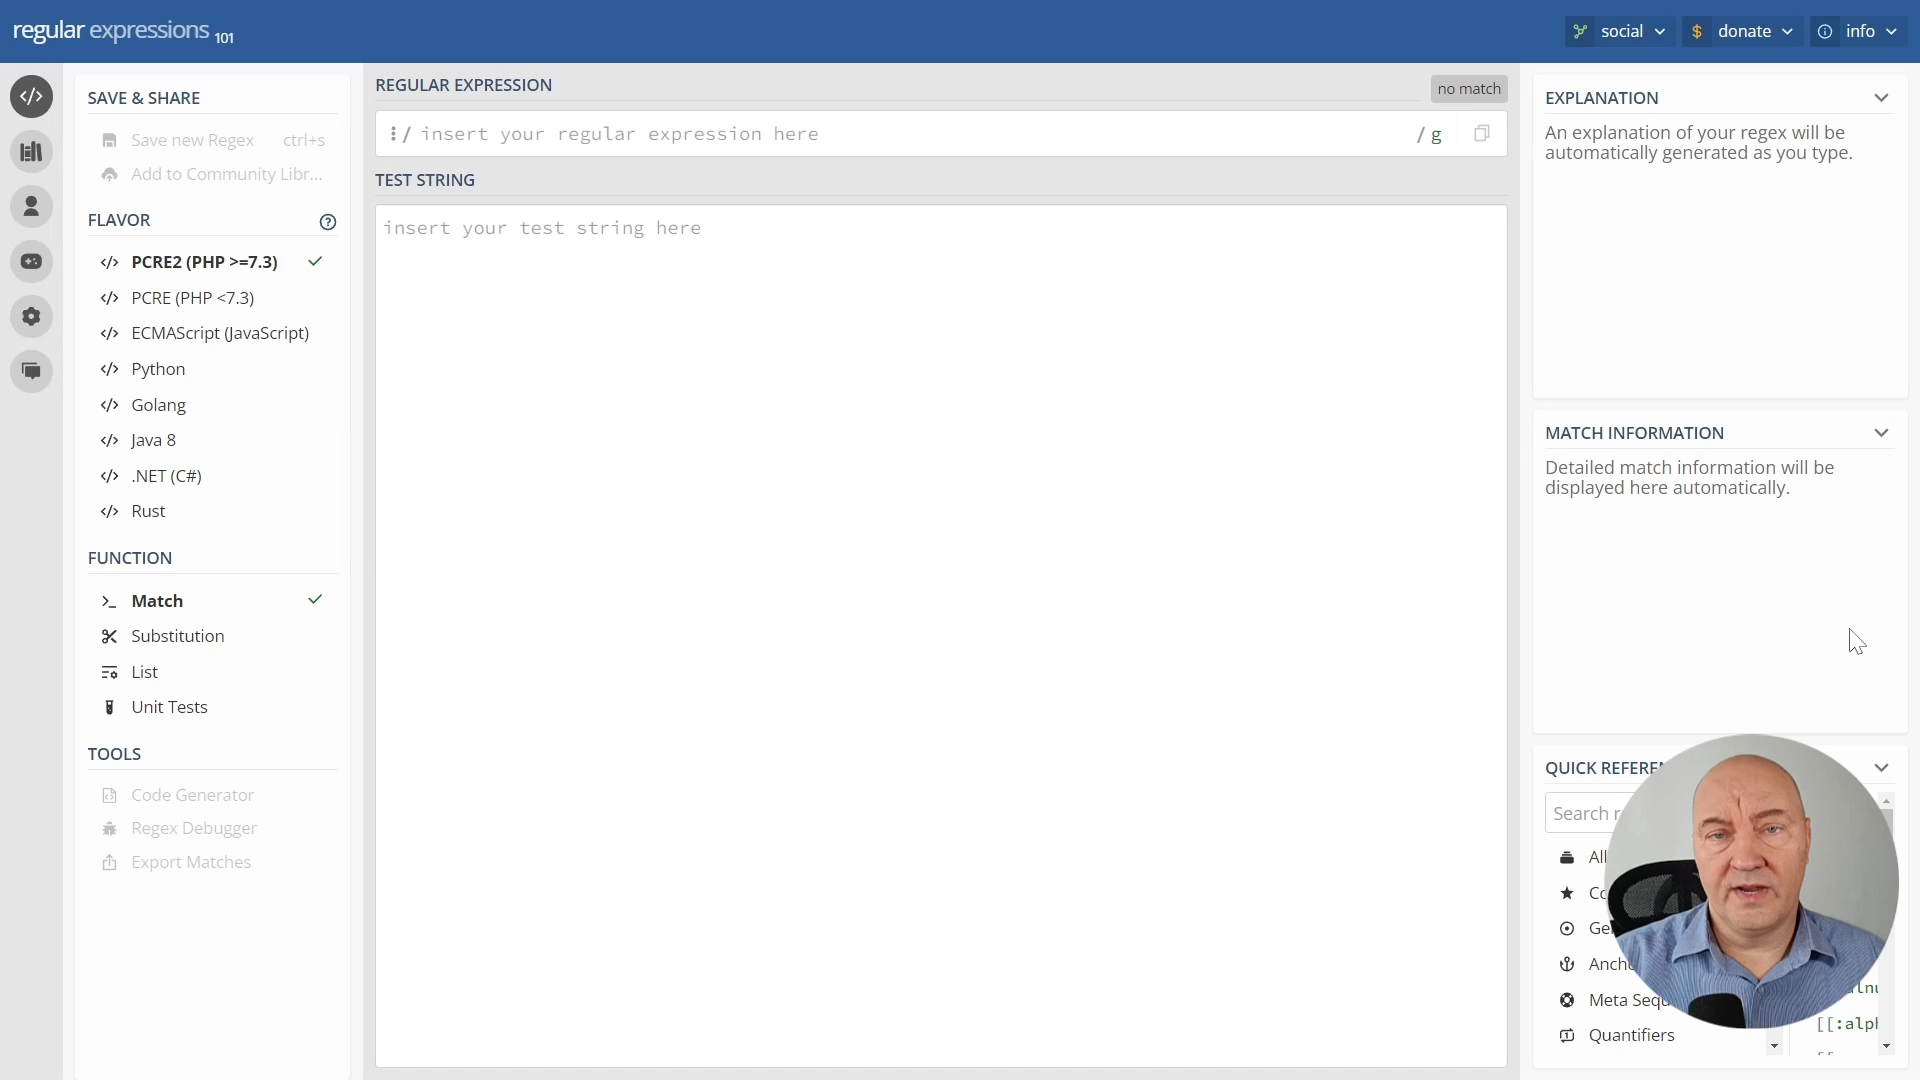 regular expressions 101
social
donate
info
SAVE & SHARE
Save new Regex ctrl+s
Add to Community Libr...
FLAVOR
PCRE2 (PHP >=7.3)
PCRE (PHP <7.3)
ECMAScript (JavaScript)
Python
Golang
Java 8
.NET (C#)
Rust
FUNCTION
Match
Substitution
List
Unit Tests
TOOLS
Code Generator
Regex Debugger
Export Matches
REGULAR EXPRESSION
no match
/ insert your regular expression here / g
TEST STRING
insert your test string here
EXPLANATION
An explanation of your regex will be
automatically generated as you type.
MATCH INFORMATION
Detailed match information will be
displayed here automatically.
QUICK
Search
All
Meta
Quantifiers
[[:alph